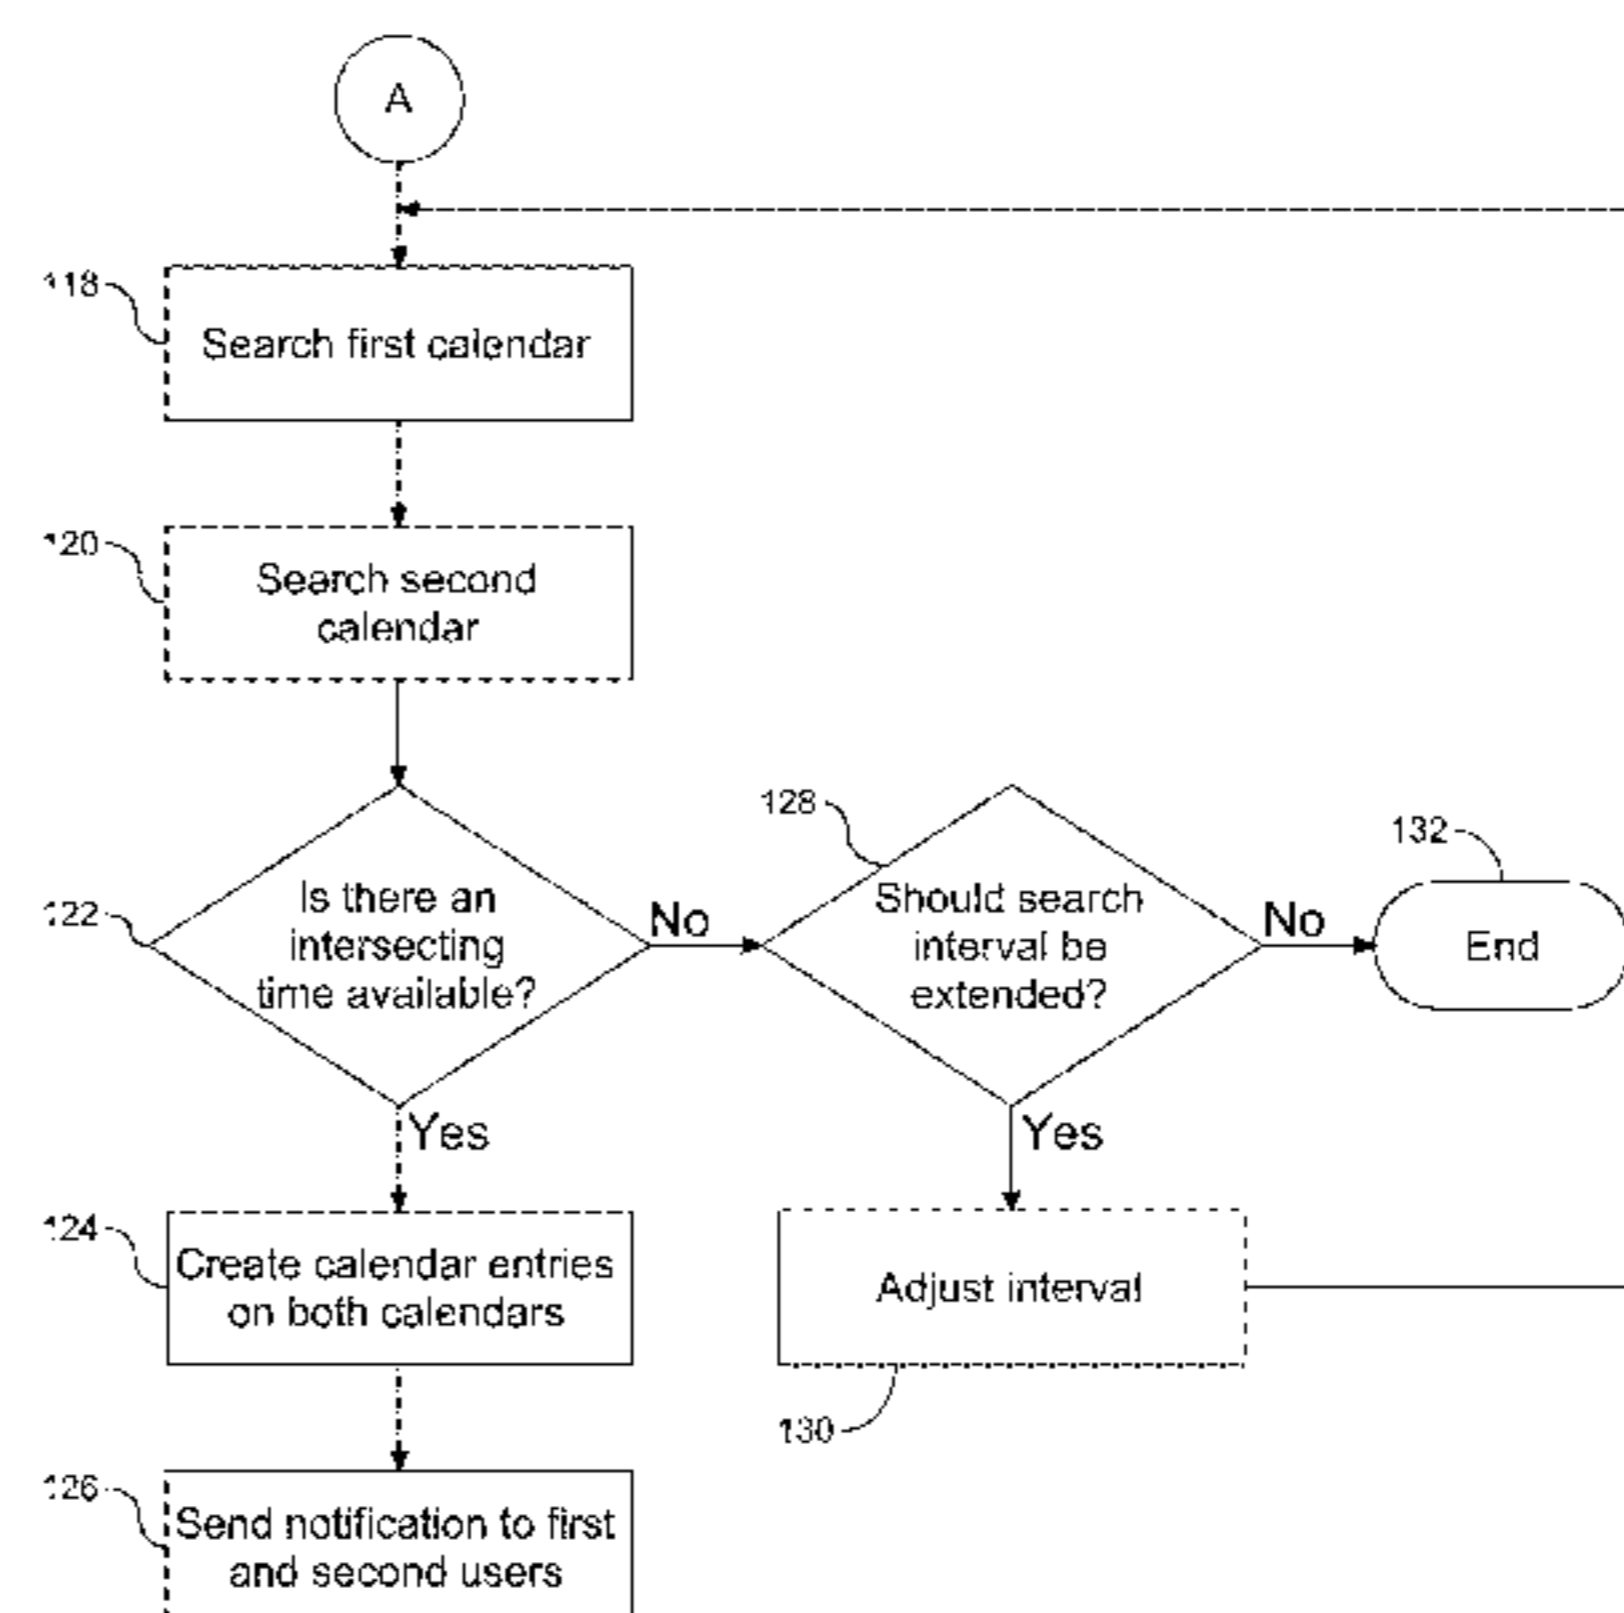 A
118
Search first calendar
120
Search second
calendar
122
Is there an
intersecting
time available?
No
128
Should search
interval be
extended?
No
132
End
Yes
Yes
124
Create calendar entries
on both calendars
Adjust interval
130
126
Send notification to first
and second users